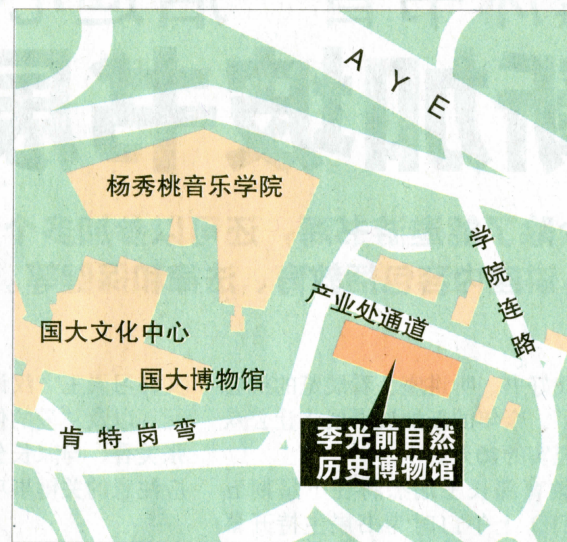 AYE
杨秀桃音乐学院
学院连路
产业处通道
国大文化中心
国大博物馆
肯特岗弯
李光前自然
历史博物馆